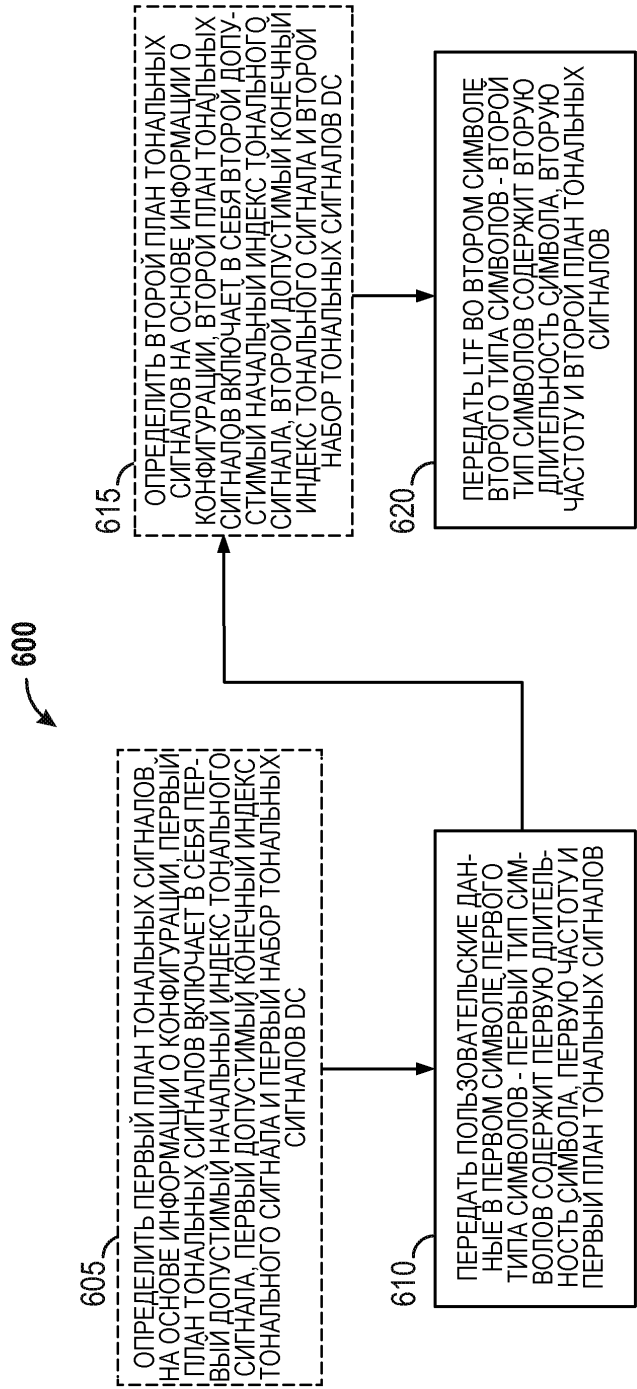 600
605
ОПРЕДЕЛИТЬ ПЕРВЫЙ ПЛАН ТОНАЛЬНЫХ СИГНАЛОВ
НА ОСНОВЕ ИНФОРМАЦИИ О КОНФИГУРАЦИИ, ПЕРВЫЙ
ПЛАН ТОНАЛЬНЫХ СИГНАЛОВ ВКЛЮЧАЕТ В СЕБЯ ПЕР-
ВЫЙ ДОПУСТИМЫЙ НАЧАЛЬНЫЙ ИНДЕКС ТОНАЛЬНОГО
СИГНАЛА, ПЕРВЫЙ ДОПУСТИМЫЙ КОНЕЧНЫЙ ИНДЕКС
ТОНАЛЬНОГО СИГНАЛА И ПЕРВЫЙ НАБОР ТОНАЛЬНЫХ
СИГНАЛОВ DC
610
ПЕРЕДАТЬ ПОЛЬЗОВАТЕЛЬСКИЕ ДАН-
НЫЕ В ПЕРВОМ СИМВОЛЕ ПЕРВОГО
ТИПА СИМВОЛОВ - ПЕРВЫЙ ТИП СИМ-
ВОЛОВ СОДЕРЖИТ ПЕРВУЮ ДЛИТЕЛЬ-
НОСТЬ СИМВОЛА, ПЕРВУЮ ЧАСТОТУ И
ПЕРВЫЙ ПЛАН ТОНАЛЬНЫХ СИГНАЛОВ
615
ОПРЕДЕЛИТЬ ВТОРОЙ ПЛАН ТОНАЛЬНЫХ
СИГНАЛОВ НА ОСНОВЕ ИНФОРМАЦИИ О
КОНФИГУРАЦИИ, ВТОРОЙ ПЛАН ТОНАЛЬНЫХ
СИГНАЛОВ ВКЛЮЧАЕТ В СЕБЯ ВТОРОЙ ДОПУ-
СТИМЫЙ НАЧАЛЬНЫЙ ИНДЕКС ТОНАЛЬНОГО
СИГНАЛА, ВТОРОЙ ДОПУСТИМЫЙ КОНЕЧНЫЙ
ИНДЕКС ТОНАЛЬНОГО СИГНАЛА И ВТОРОЙ
НАБОР ТОНАЛЬНЫХ СИГНАЛОВ DC
620
ПЕРЕДАТЬ LTF ВО ВТОРОМ СИМВОЛЕ
ВТОРОГО ТИПА СИМВОЛОВ - ВТОРОЙ
ТИП СИМВОЛОВ СОДЕРЖИТ ВТОРУЮ
ДЛИТЕЛЬНОСТЬ СИМВОЛА, ВТОРУЮ
ЧАСТОТУ И ВТОРОЙ ПЛАН ТОНАЛЬНЫХ
СИГНАЛОВ